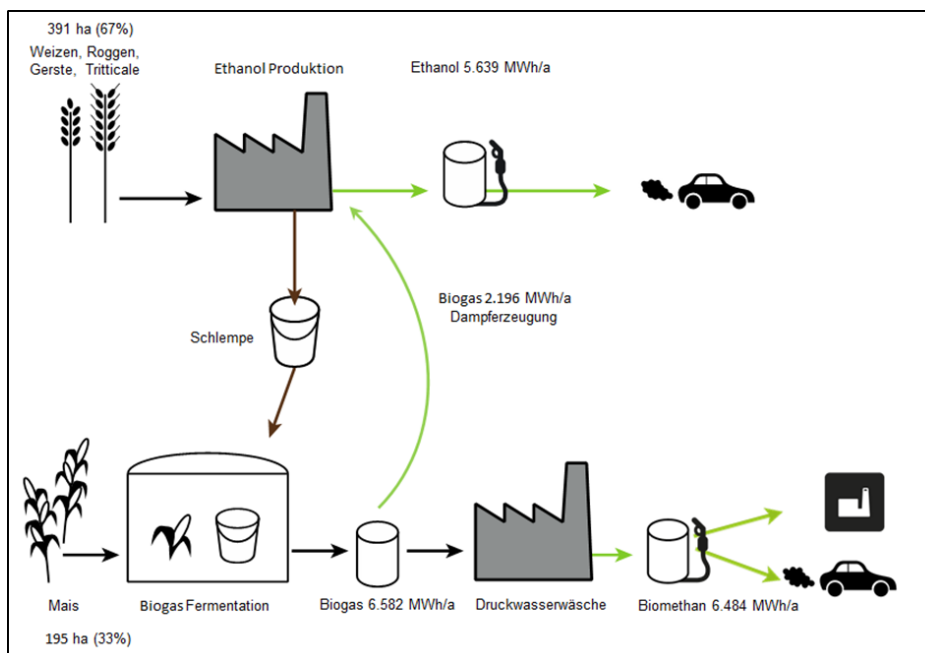 391 ha (67%)
Weizen, Roggen,
Gerste, Tritticale
Ethanol Produktion
Ethanol 5.639 MWh/a
Biogas 2.196 MWh/a
Dampferzeugung
Schlempe
Mais
Biogas Fermentation
Biogas 6.582 MWh/a
Druckwasserwäsche
Biomethan 6.484 MWh/a
195 ha (33%)